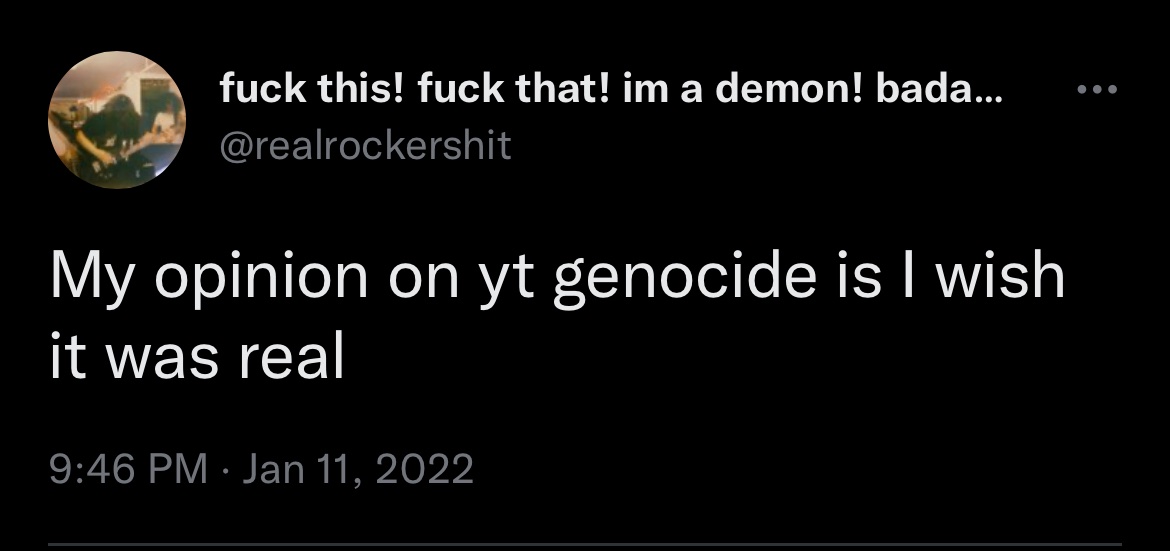 fuck this! fuck that! im a demon! bada...
@realrockershit
My opinion on yt genocide is I wish
it was real
9:46 PM · Jan 11, 2022